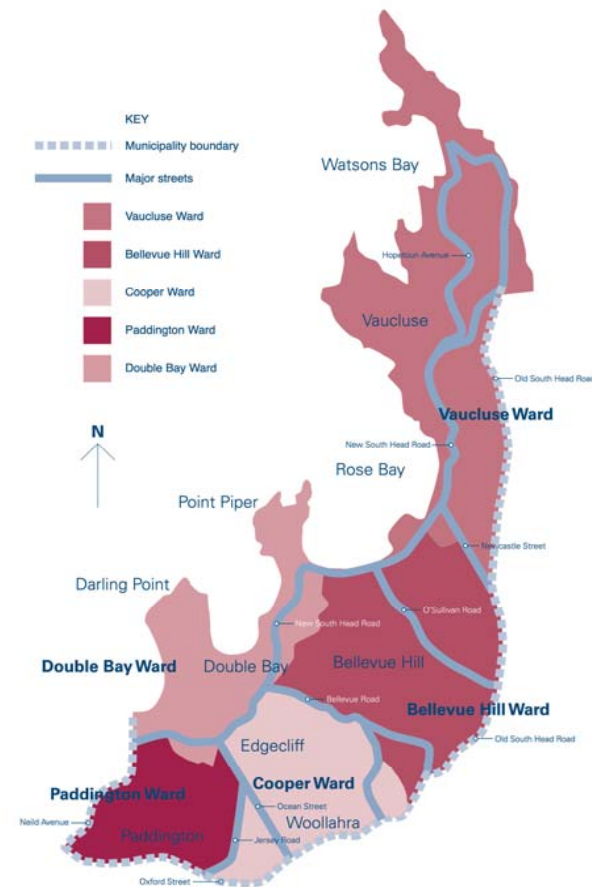 KEY
Municipality boundary
Major streets
Vaucluse Ward
Bellevue Hill Ward
Cooper Ward
Paddington Ward
Double Bay Ward
N
Watsons Bay
Hopetoun Avenue
Vaucluse
Old South Head Road
Vaucluse Ward
New South Head Road
Rose Bay
Point Piper
Newcastle Street
Darling Point
O'Sullivan Road
New South Head Road
Double Bay Ward
Double Bay
Bellevue Hill
Bellevue Road
Bellevue Hill Ward
Old South Head Road
Edgecliff
Cooper Ward
Paddington Ward
Ocean Street
Neild Avenue
Woollahra
Paddington
Jersey Road
Oxford Street